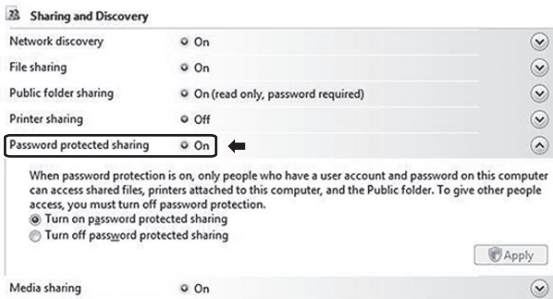 Sharing and Discovery
Network discovery On
File sharing On
Public folder sharing On (read only, password required)
Printer sharing Off
Password protected sharing On
When password protection is on, only people who have a user account and password on this computer
can access shared files, printers attached to this computer, and the Public folder. To give other people
access, you must turn off password protection.
Turn on password protected sharing
Turn off password protected sharing
Apply
Media sharing On